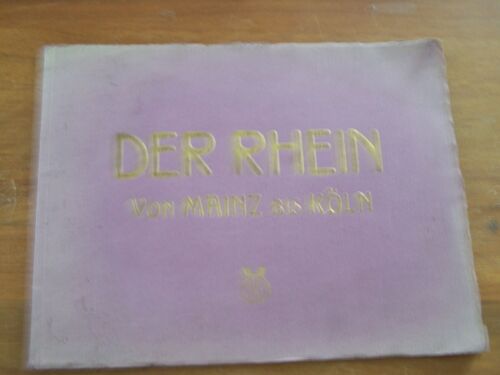 DER RHEIN
VON MAINZ BIS KÖLN